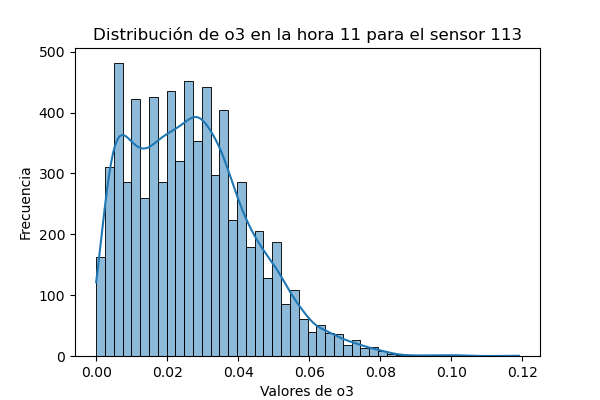 Distribución de o3 en la hora 11 para el sensor 113
500
400
300
200
100
0
Frecuencia
0.00 0.02 0.04 0.06 0.08 0.10 0.12
Valores de o3